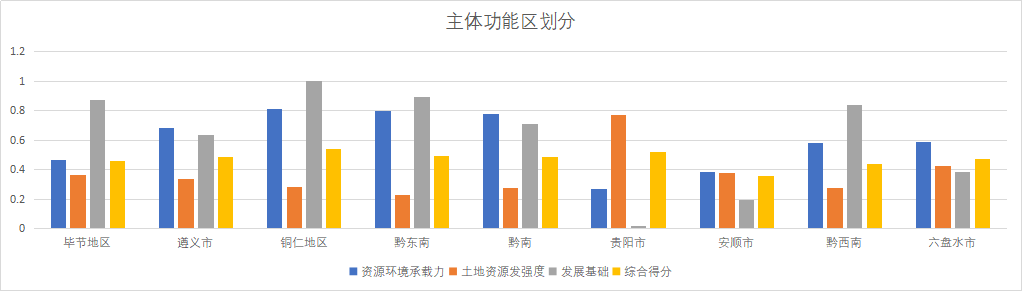 主体功能区划分
1.2
1
0.8
0.6
0.4
0.2
0
毕节地区 遵义市 铜仁地区 黔东南 黔南 贵阳市 安顺市 黔西南 六盘水市
资源环境承载力 土地资源发强度 发展基础 综合得分